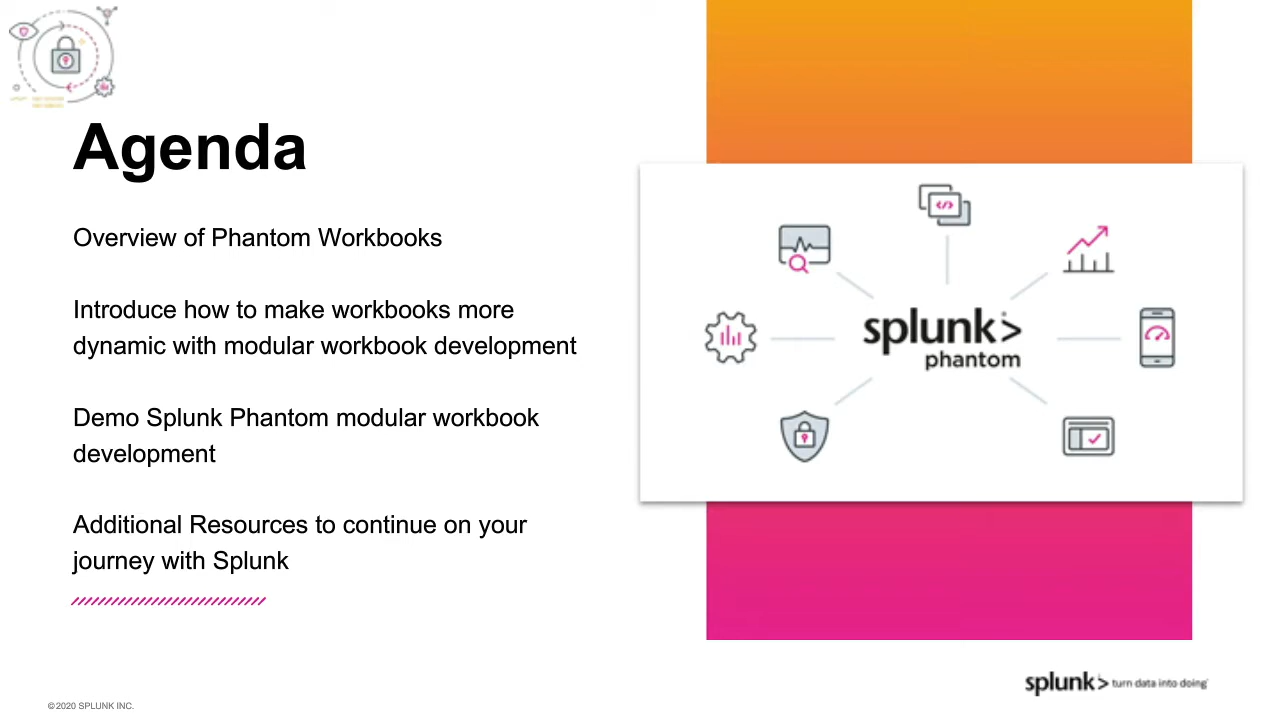 Agenda
Overview of Phantom Workbooks
Introduce how to make workbooks more
dynamic with modular workbook development
Demo Splunk Phantom modular workbook
development
Additional Resources to continue on your
journey with Splunk
splunk>
phantom
splunk> turn data into doing
©2020 SPLUNK INC.